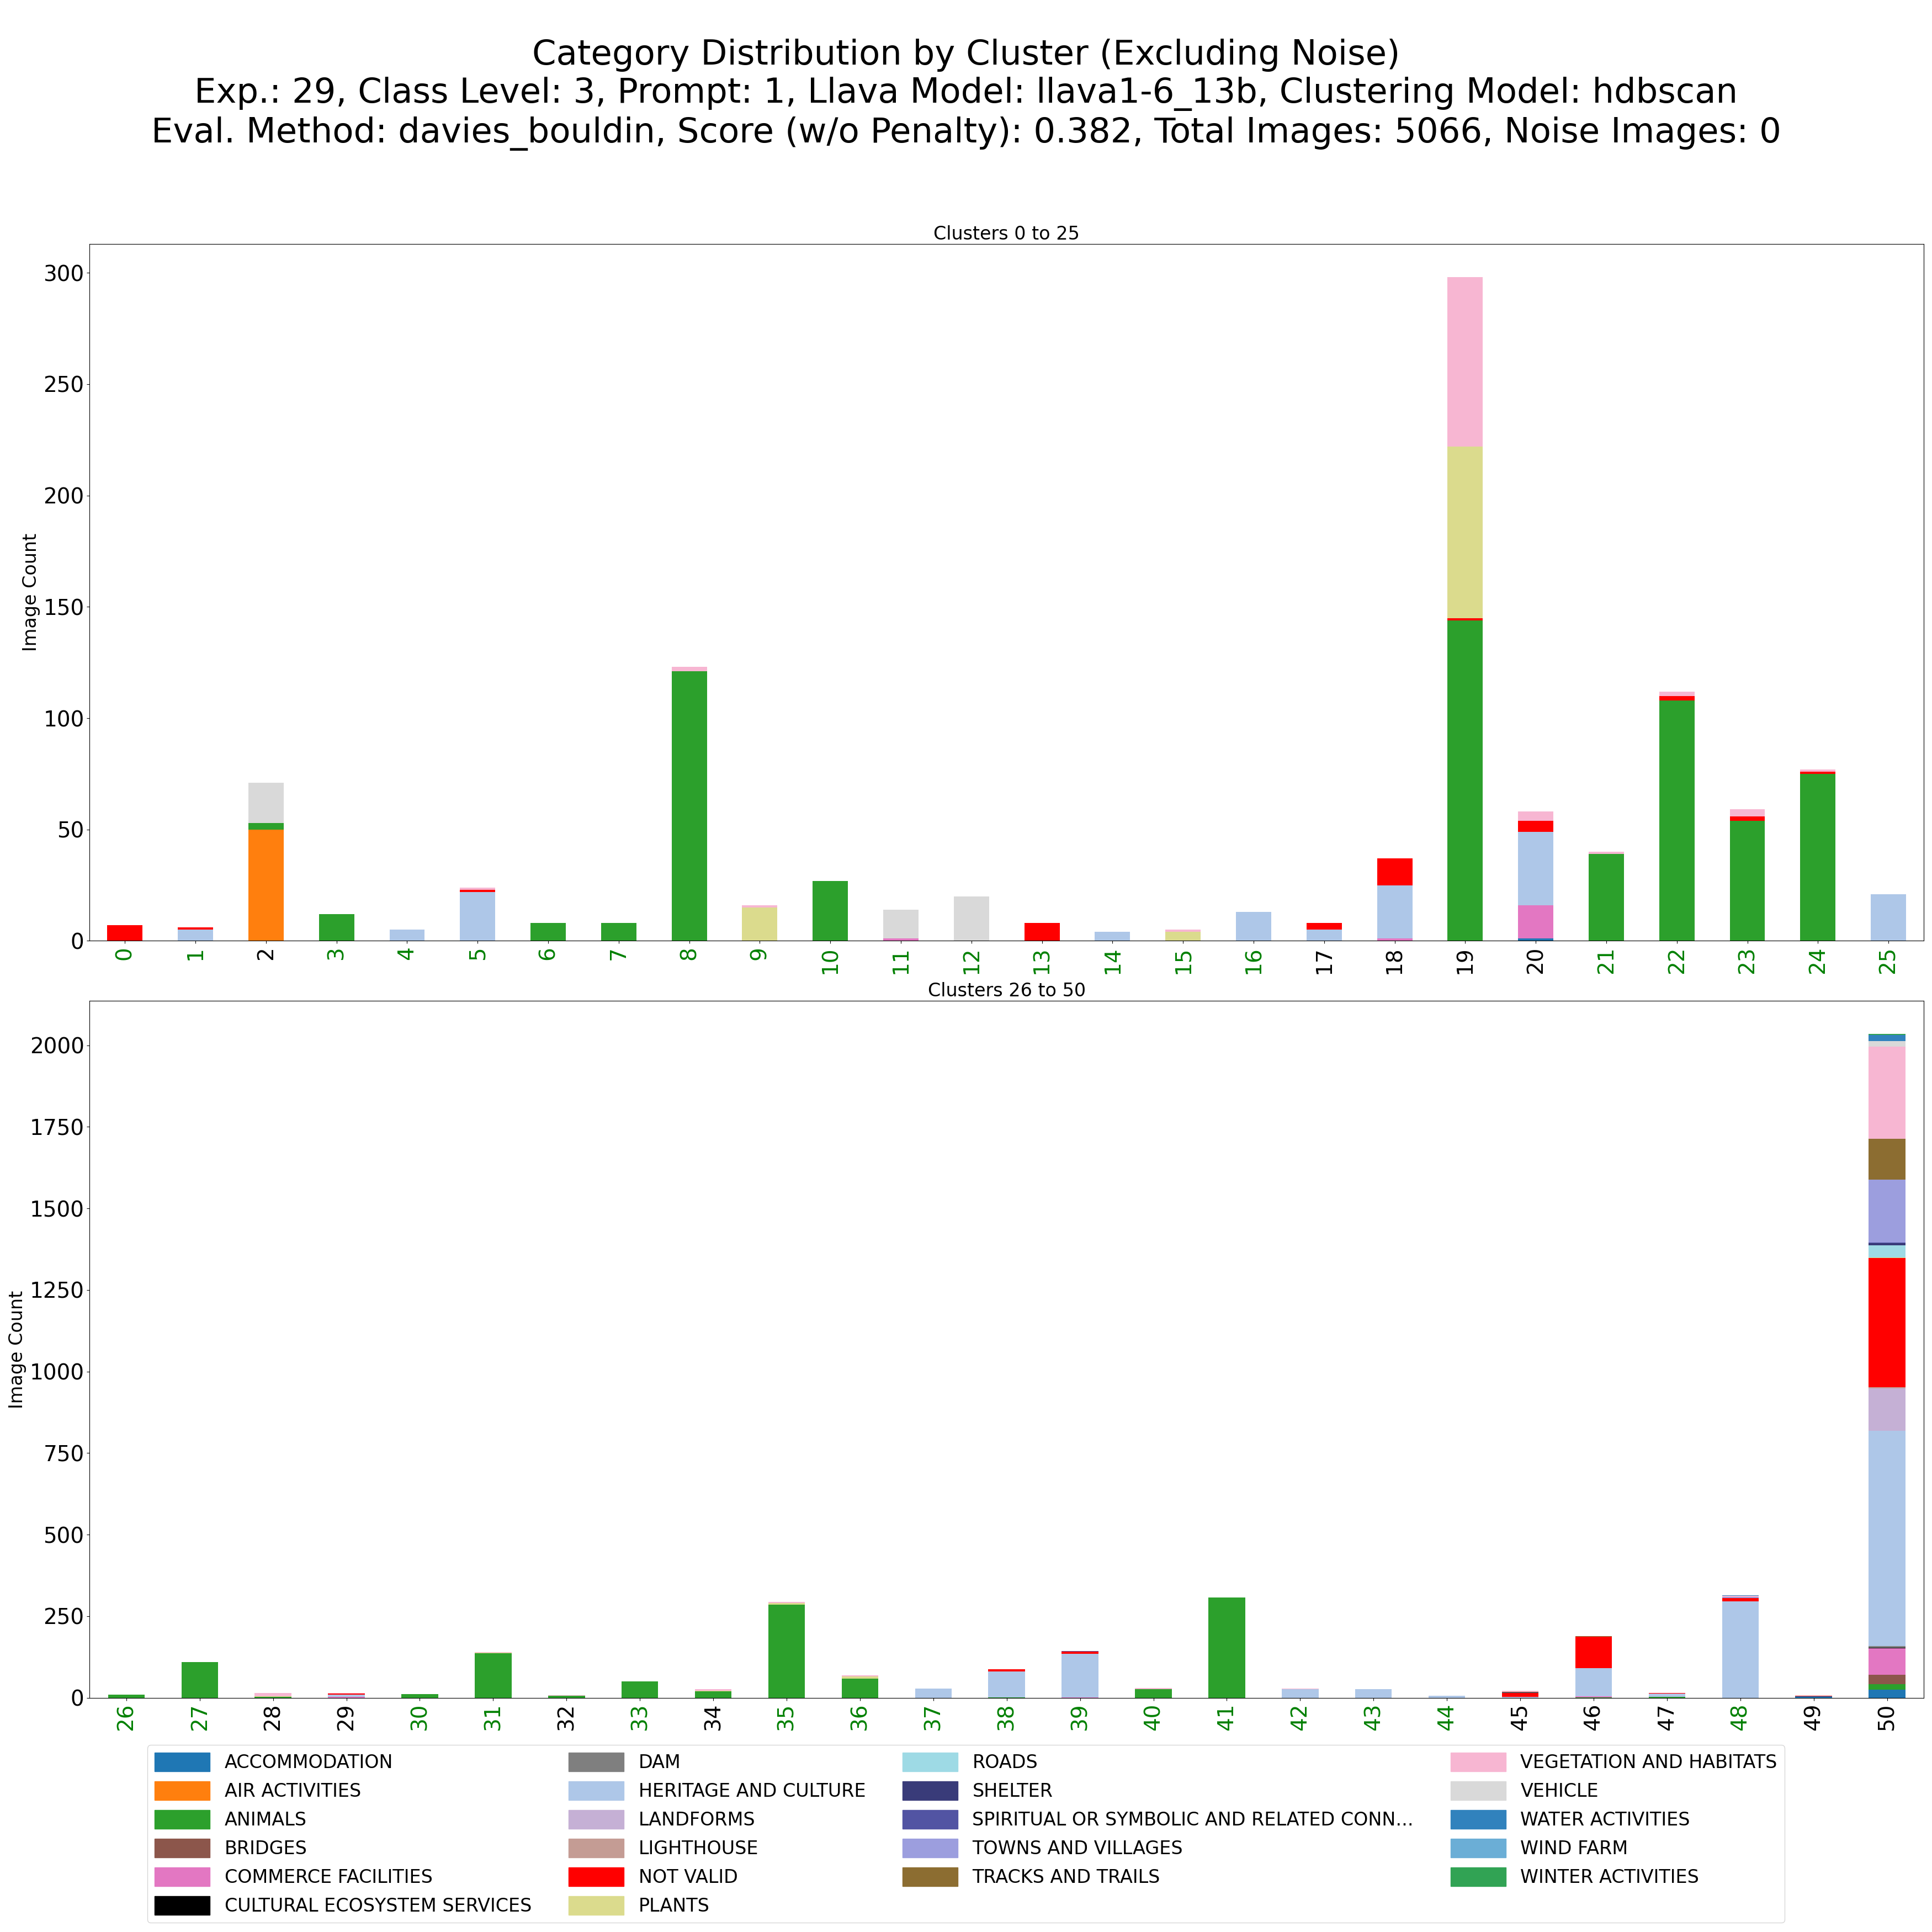 Category Distribution by Cluster (Excluding Noise)
Exp.: 29, Class Level: 3, Prompt: 1, Llava Model: llava1-6_13b, Clustering Model: hdbscan
Eval. Method: davies_bouldin, Score (w/o Penalty): 0.382, Total Images: 5066, Noise Images: 0
Clusters 0 to 25
Image Count
300
250
200
150
100
50
0
0 1 2 3 4 5 6 7 8 9 10 11 12 13 14 15 16 17 18 19 20 21 22 23 24 25
Clusters 26 to 50
Image Count
2000
1750
1500
1250
1000
750
500
250
0
26 27 28 29 30 31 32 33 34 35 36 37 38 39 40 41 42 43 44 45 46 47 48 49 50
ACCOMMODATION
AIR ACTIVITIES
ANIMALS
BRIDGES
COMMERCE FACILITIES
CULTURAL ECOSYSTEM SERVICES
DAM
HERITAGE AND CULTURE
LANDFORMS
LIGHTHOUSE
NOT VALID
PLANTS
ROADS
SHELTER
SPIRITUAL OR SYMBOLIC AND RELATED CONN...
TOWNS AND VILLAGES
TRACKS AND TRAILS
VEGETATION AND HABITATS
VEHICLE
WATER ACTIVITIES
WIND FARM
WINTER ACTIVITIES